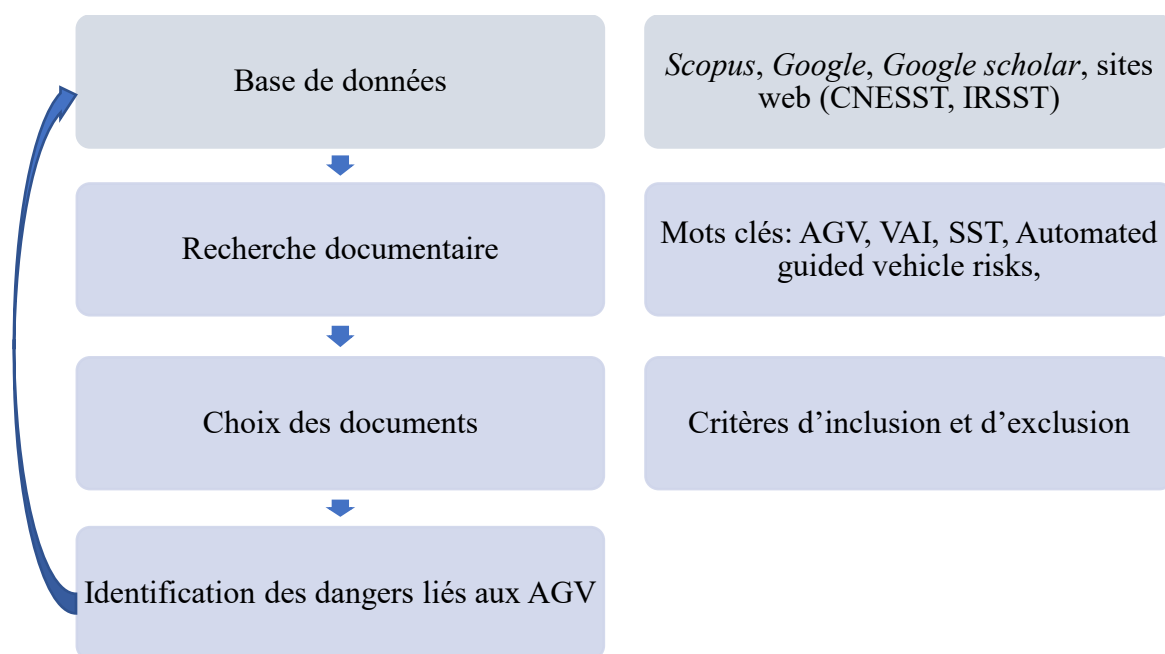 Base de données
Scopus, Google, Google scholar, sites
web (CNESST, IRSST)
Recherche documentaire
Mots clés: AGV, VAI, SST, Automated
guided vehicle risks,
Choix des documents
Critères d’inclusion et d’exclusion
Identification des dangers liés aux AGV